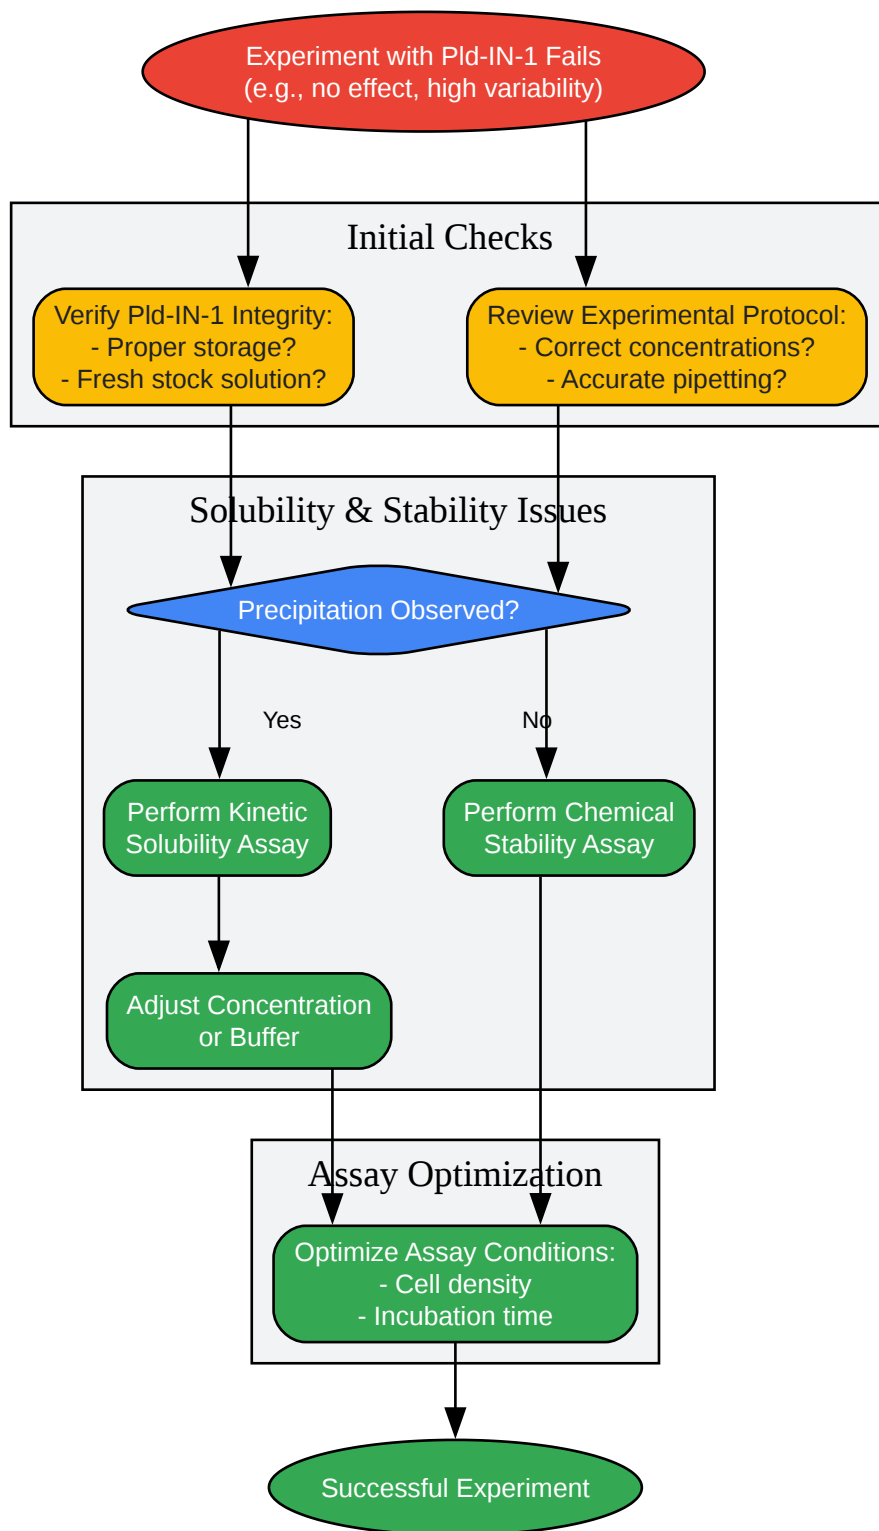 Experiment with Pld-IN-1 Fails
(e.g., no effect, high variability)
Initial Checks
Verify Pld-IN-1 Integrity:
- Proper storage?
- Fresh stock solution?
Review Experimental Protocol:
- Correct concentrations?
- Accurate pipetting?
Solubility & Stability Issues
Precipitation Observed?
Yes
No
Perform Kinetic
Solubility Assay
Perform Chemical
Stability Assay
Adjust Concentration
or Buffer
Assay Optimization
Optimize Assay Conditions:
- Cell density
- Incubation time
Successful Experiment